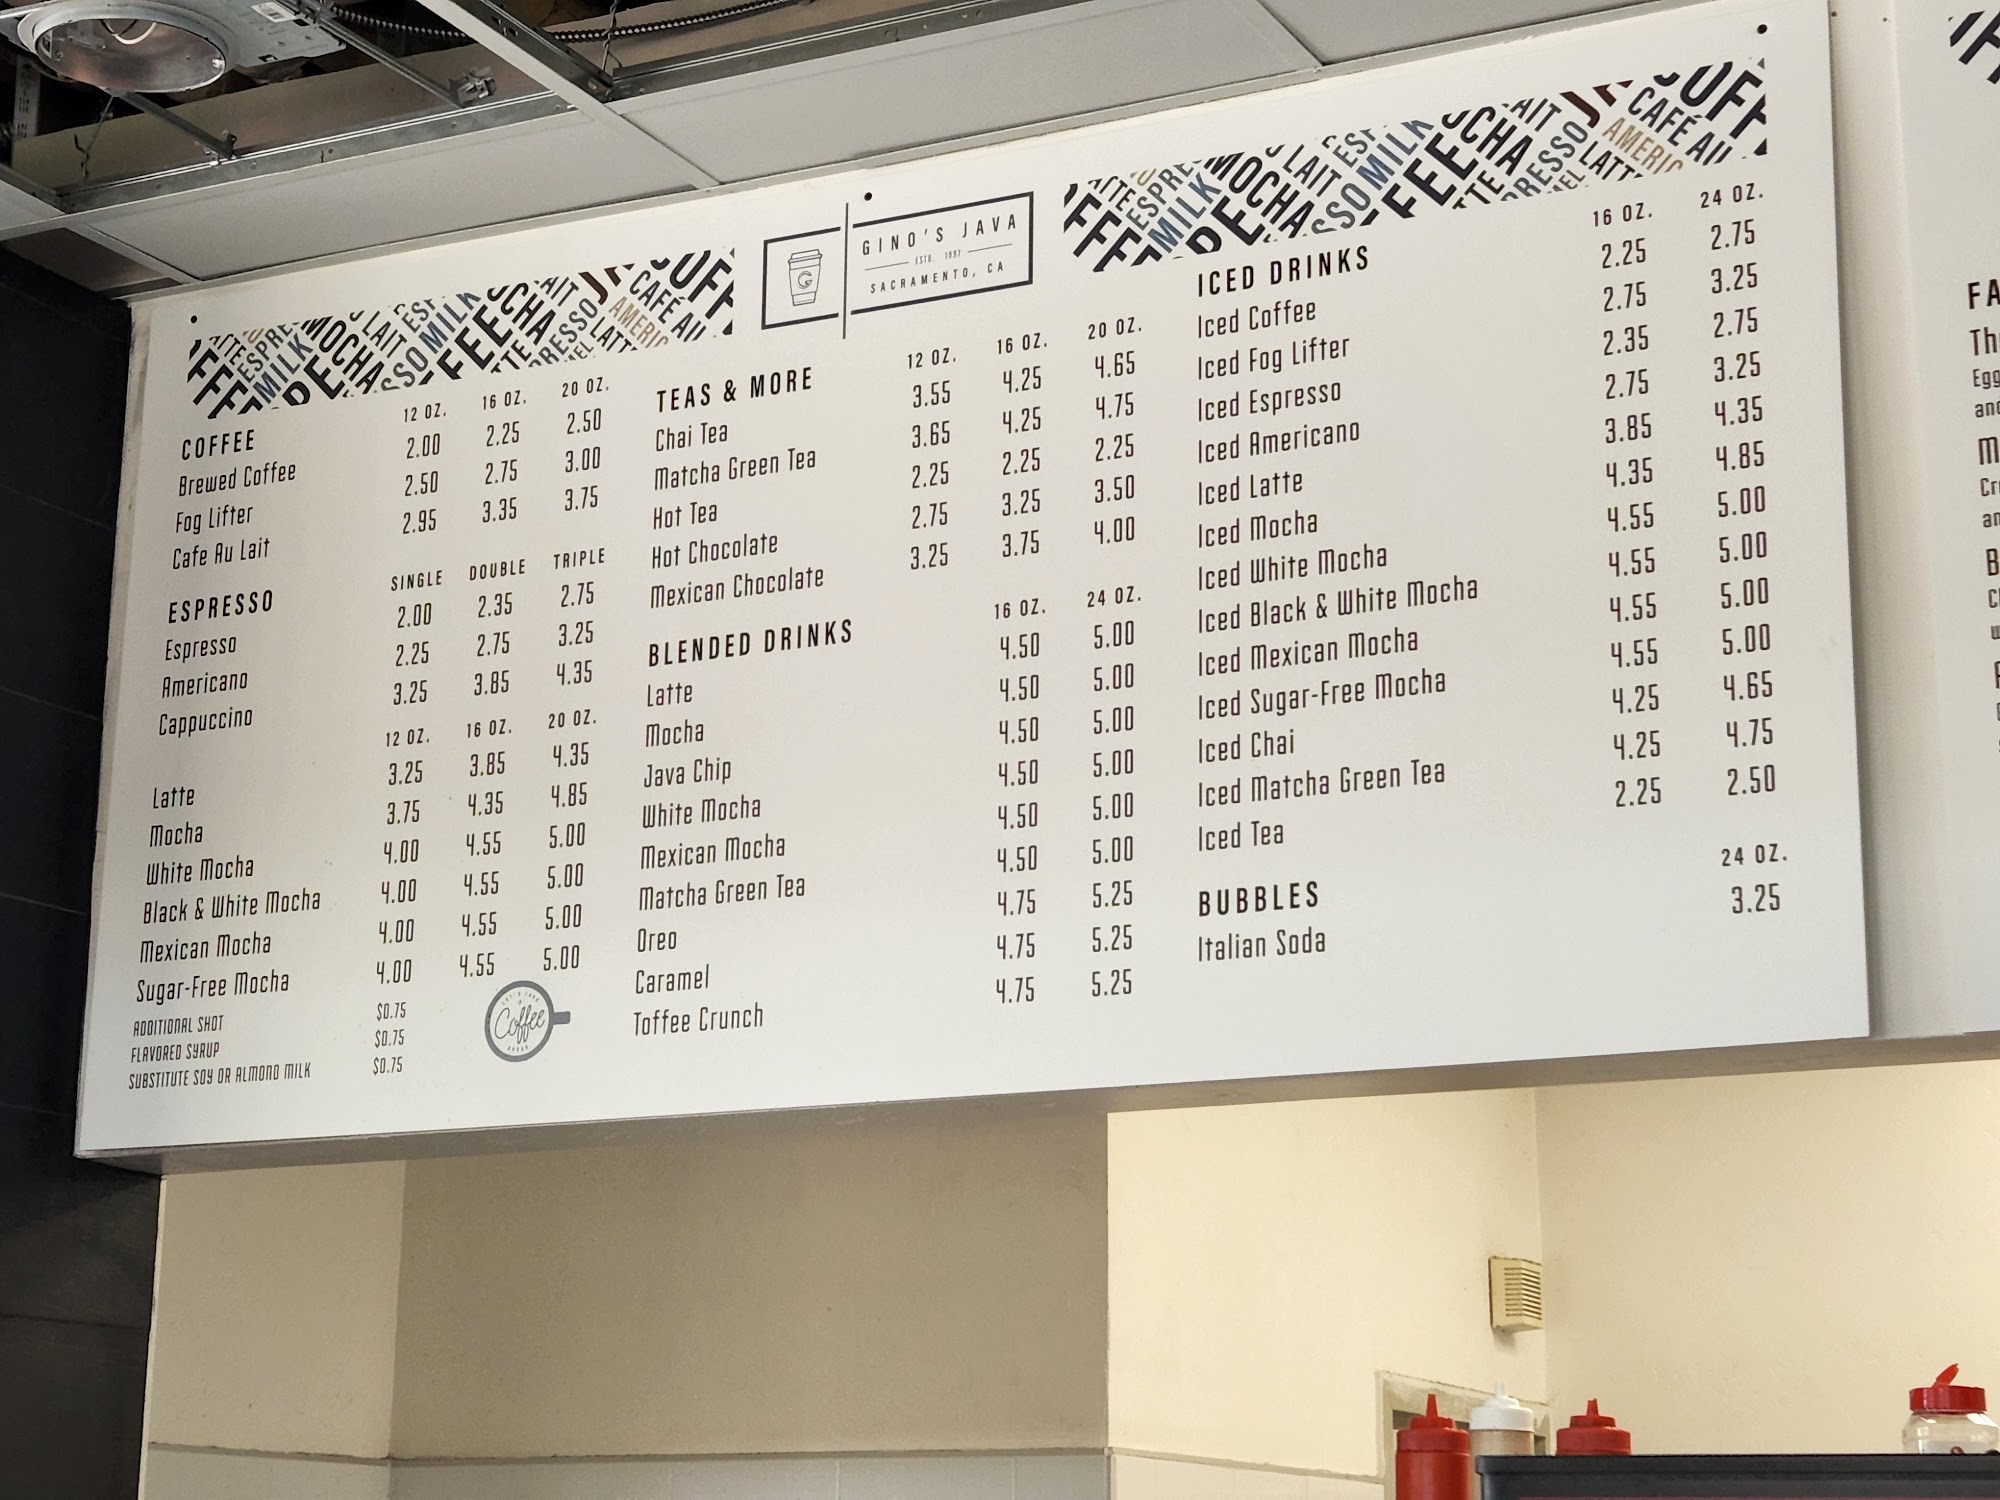 GINO'S JAVA
ESTD. 1997
SACRAMENTO, CA
COFFEE 12 OZ. 16 OZ. 20 OZ.
Brewed Coffee 2.00 2.25 2.50
Fog Lifter 2.50 2.75 3.00
Cafe Au Lait 2.95 3.35 3.75
ESPRESSO SINGLE DOUBLE TRIPLE
Espresso 2.00 2.35 2.75
Americano 2.25 2.75 3.25
Cappuccino 3.25 3.85 4.35
12 OZ. 16 OZ. 20 OZ.
Latte 3.25 3.85 4.35
Mocha 3.75 4.35 4.85
White Mocha 4.00 4.55 5.00
Black & White Mocha 4.00 4.55 5.00
Mexican Mocha 4.00 4.55 5.00
Sugar-Free Mocha 4.00 4.55 5.00
ADDITIONAL SHOT $0.75
FLAVORED SYRUP $0.75
SUBSTITUTE SOY OR ALMOND MILK $0.75
Coffee
TEAS & MORE 12 OZ. 16 OZ. 20 OZ.
Chai Tea 3.55 4.25 4.65
Matcha Green Tea 3.65 4.25 4.75
Hot Tea 2.25 2.25 2.25
Hot Chocolate 2.75 3.25 3.50
Mexican Chocolate 3.25 3.75 4.00
BLENDED DRINKS 16 OZ. 24 OZ.
Latte 4.50 5.00
Mocha 4.50 5.00
Java Chip 4.50 5.00
White Mocha 4.50 5.00
Mexican Mocha 4.50 5.00
Matcha Green Tea 4.50 5.00
Oreo 4.75 5.25
Caramel 4.75 5.25
Toffee Crunch 4.75 5.25
ICED DRINKS 16 OZ. 24 OZ.
Iced Coffee 2.25 2.75
Iced Fog Lifter 2.75 3.25
Iced Espresso 2.35 2.75
Iced Americano 2.75 3.25
Iced Latte 3.85 4.35
Iced Mocha 4.35 4.85
Iced White Mocha 4.55 5.00
Iced Black & White Mocha 4.55 5.00
Iced Mexican Mocha 4.55 5.00
Iced Sugar-Free Mocha 4.55 5.00
Iced Chai 4.25 4.65
Iced Matcha Green Tea 4.25 4.75
Iced Tea 2.25 2.50
BUBBLES 24 OZ.
Italian Soda 3.25